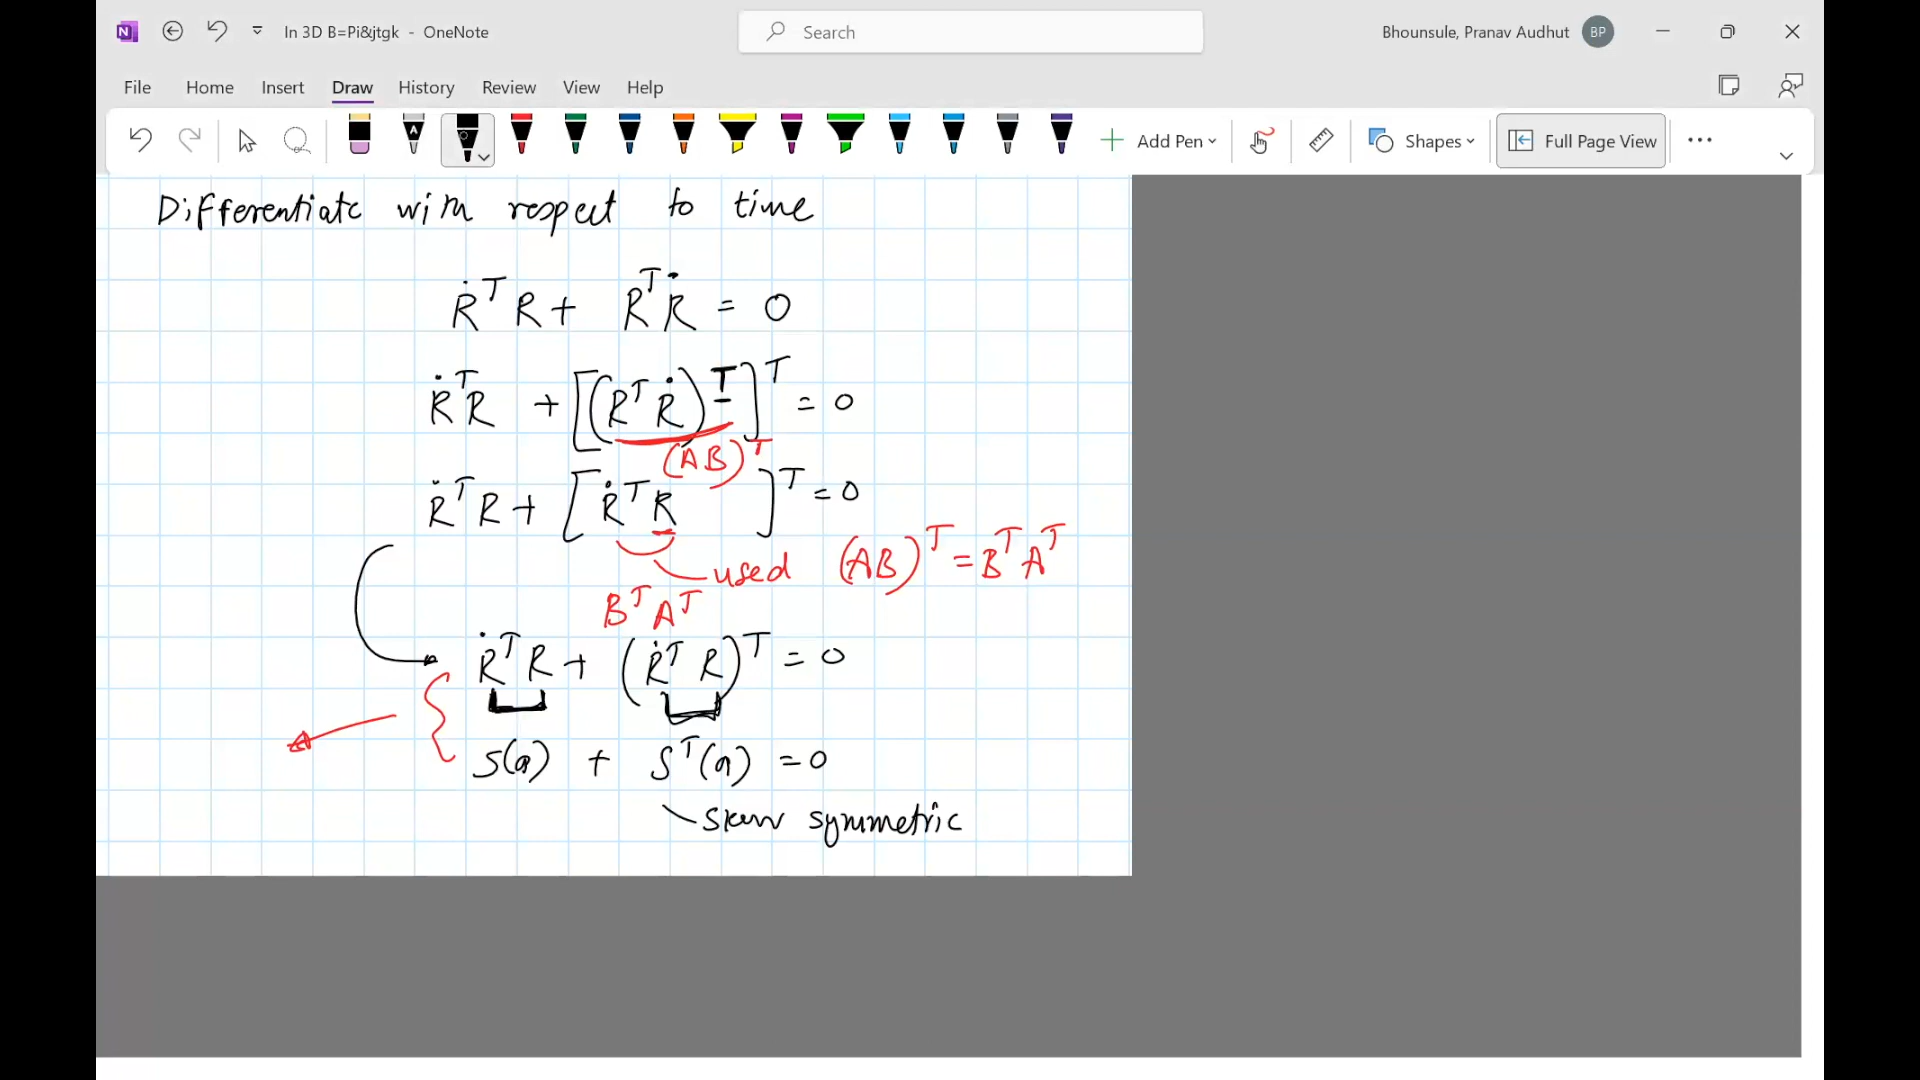 In 3D B=Pi&jtgk - OneNote
Search
Bhounsule, Pranav Audhut BP
File Home Insert Draw History Review View Help
Add Pen Shapes Full Page View
Differentiate with respect to time
Ṙ^T R + R^T Ṙ = 0
Ṙ^T R + [(R^T Ṙ)^T]^T = 0
(AB)^T
Ṙ^T R + [Ṙ^T R]^T = 0
used (AB)^T = B^T A^T
B^T A^T
Ṙ^T R + (Ṙ^T R)^T = 0
S(a) + S^T(a) = 0
skew symmetric